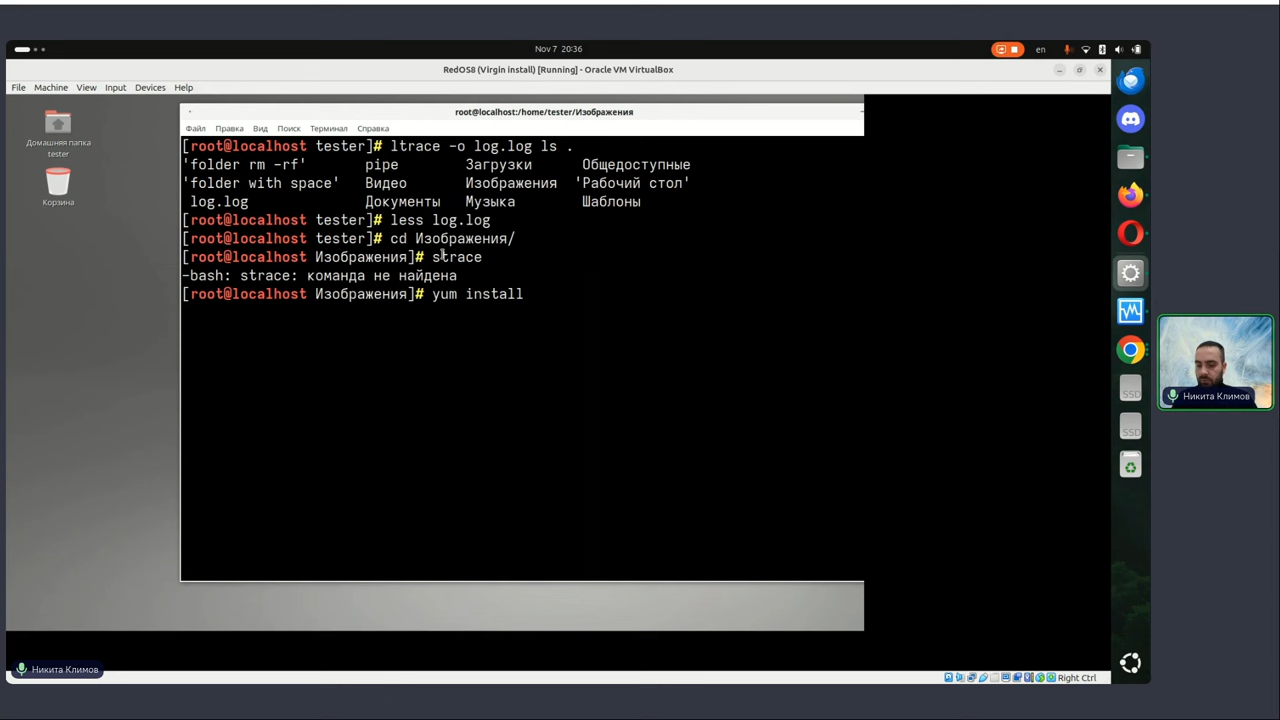 Nov 7 20:36
en
RedOS8 (Virgin install) [Running] - Oracle VM VirtualBox
File Machine View Input Devices Help
Домашняя папка
tester
Корзина
root@localhost:/home/tester/Изображения
Файл Правка Вид Поиск Терминал Справка
[root@localhost tester]# ltrace -o log.log ls .
'folder rm -rf' pipe Загрузки Общедоступные
'folder with space' Видео Изображения 'Рабочий стол'
log.log Документы Музыка Шаблоны
[root@localhost tester]# less log.log
[root@localhost tester]# cd Изображения/
[root@localhost Изображения]# strace
-bash: strace: команда не найдена
[root@localhost Изображения]# yum install
SSD
SSD
Никита Климов
Никита Климов
Right Ctrl